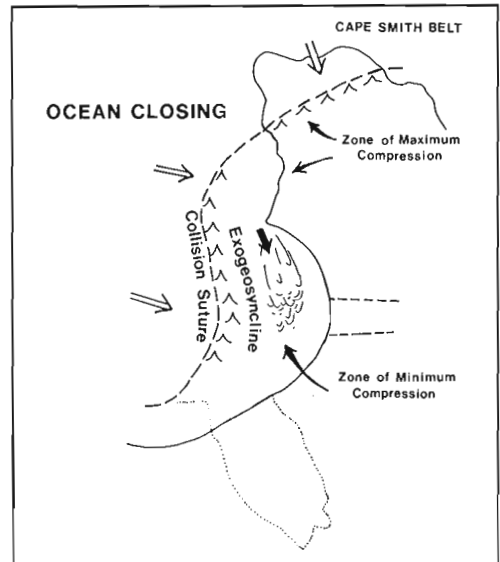 CAPE SMITH BELT
OCEAN CLOSING
Zone of Maximum
Compression
Collision Suture
Exogeosyncline
Zone of Minimum
Compression